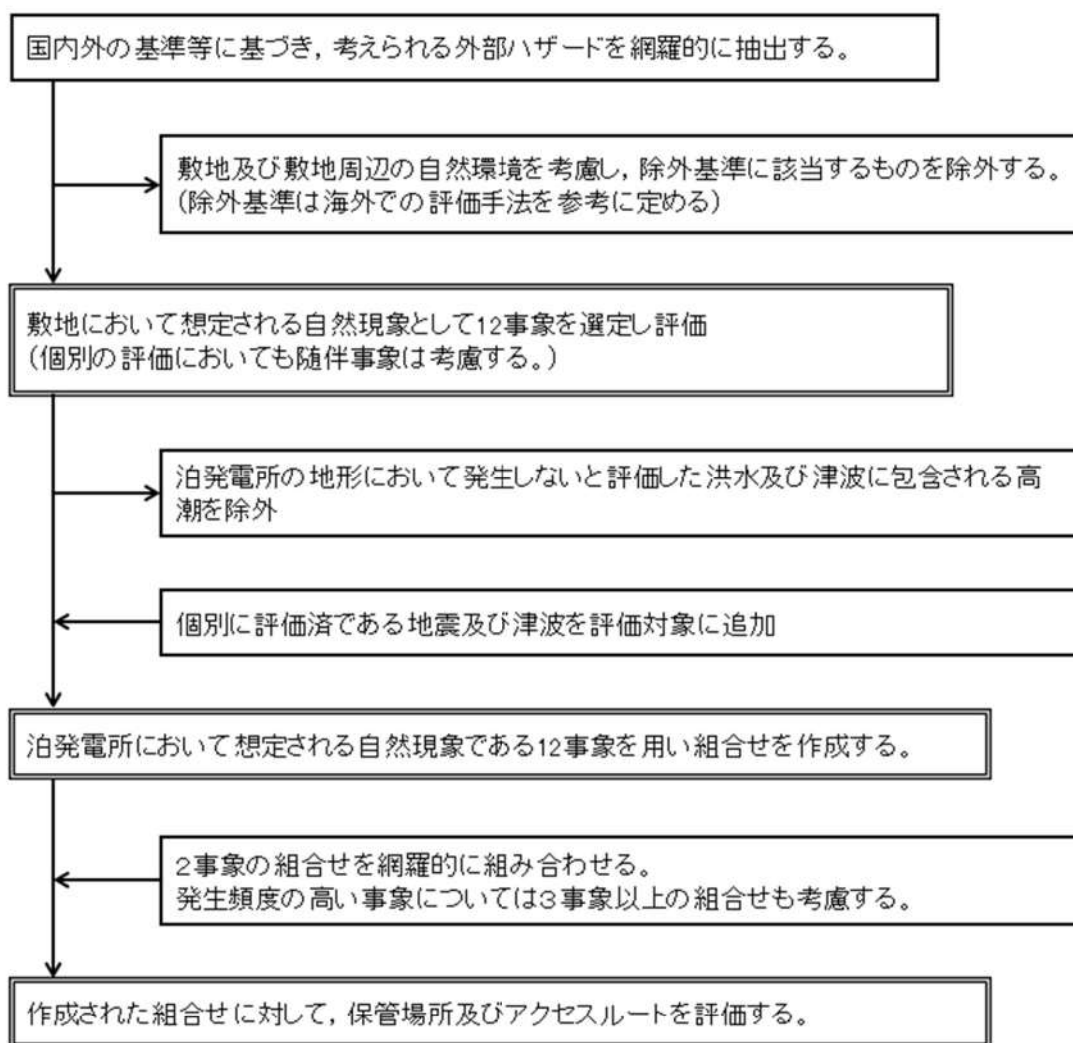 国内外の基準等に基づき，考えられる外部ハザードを網羅的に抽出する。
敷地及び敷地周辺の自然環境を考慮し，除外基準に該当するものを除外する。
(除外基準は海外での評価手法を参考に定める)
敷地において想定される自然現象として12事象を選定し評価
(個別の評価においても随伴事象は考慮する。)
泊発電所の地形において発生しないと評価した洪水及び津波に包含される高
潮を除外
個別に評価済である地震及び津波を評価対象に追加
泊発電所において想定される自然現象である12事象を用い組合せを作成する。
２事象の組合せを網羅的に組み合わせる。
発生頻度の高い事象については３事象以上の組合せも考慮する。
作成された組合せに対して，保管場所及びアクセスルートを評価する。